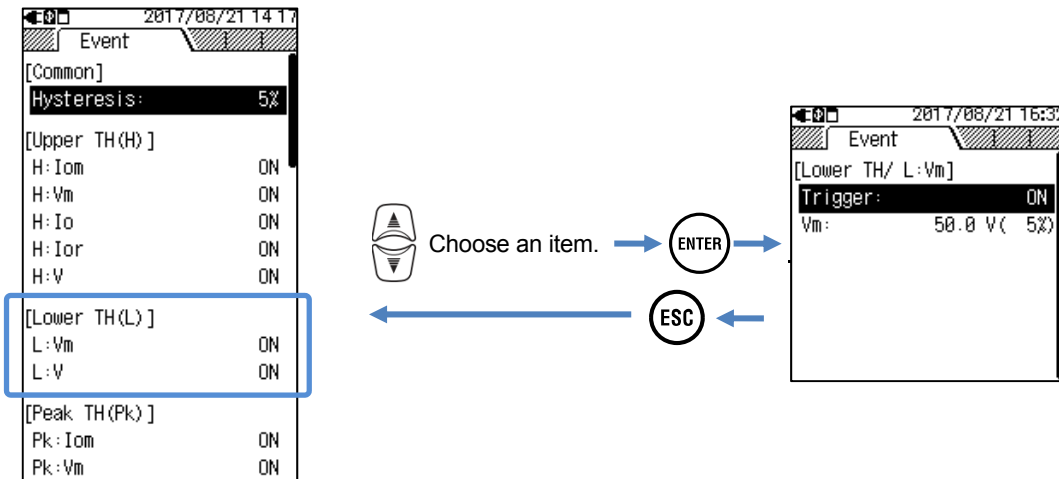 2017/08/21 14 17
Event
[Common]
Hysteresis: 5%
[Upper TH(H)]
H:Iom ON
H:Vm ON
H:Io ON
H:Ior ON
H:V ON
[Lower TH(L)]
L:Vm ON
L:V ON
[Peak TH(Pk)]
Pk:Iom ON
Pk:Vm ON
Choose an item.
ENTER
ESC
2017/08/21 16:32
Event
[Lower TH/ L:Vm]
Trigger: ON
Vm: 50.0 V( 5%)